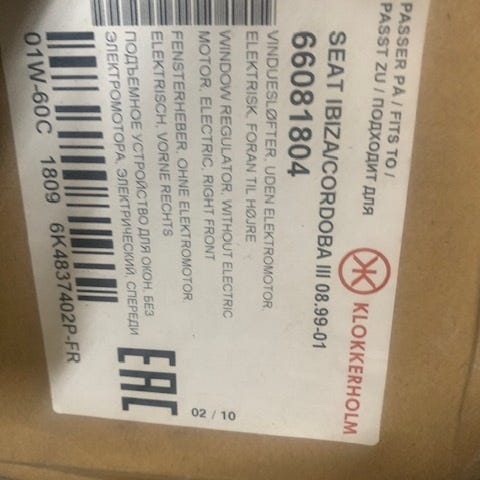 PASSER PÅ / FITS TO /
PASST ZU / ПОДХОДИТ ДЛЯ
KLOKKERHOLM
SEAT IBIZA/CORDOBA III 08.99-01
66081804
VINDUESLØFTER, UDEN ELEKTROMOTOR,
ELEKTRISK, FORAN TIL HØJRE
WINDOW REGULATOR, WITHOUT ELECTRIC
MOTOR, ELECTRIC, RIGHT FRONT
FENSTERHEBER, OHNE ELEKTROMOTOR,
ELEKTRISCH, VORNE RECHTS
ПОДЪЕМНОЕ УСТРОЙСТВО ДЛЯ ОКОН, БЕЗ
ЭЛЕКТРОМОТОРА, ЭЛЕКТРИЧЕСКИЙ, СПЕРЕДИ
02 / 10
EAC
01W-60C 1809 6K4837402P-FR